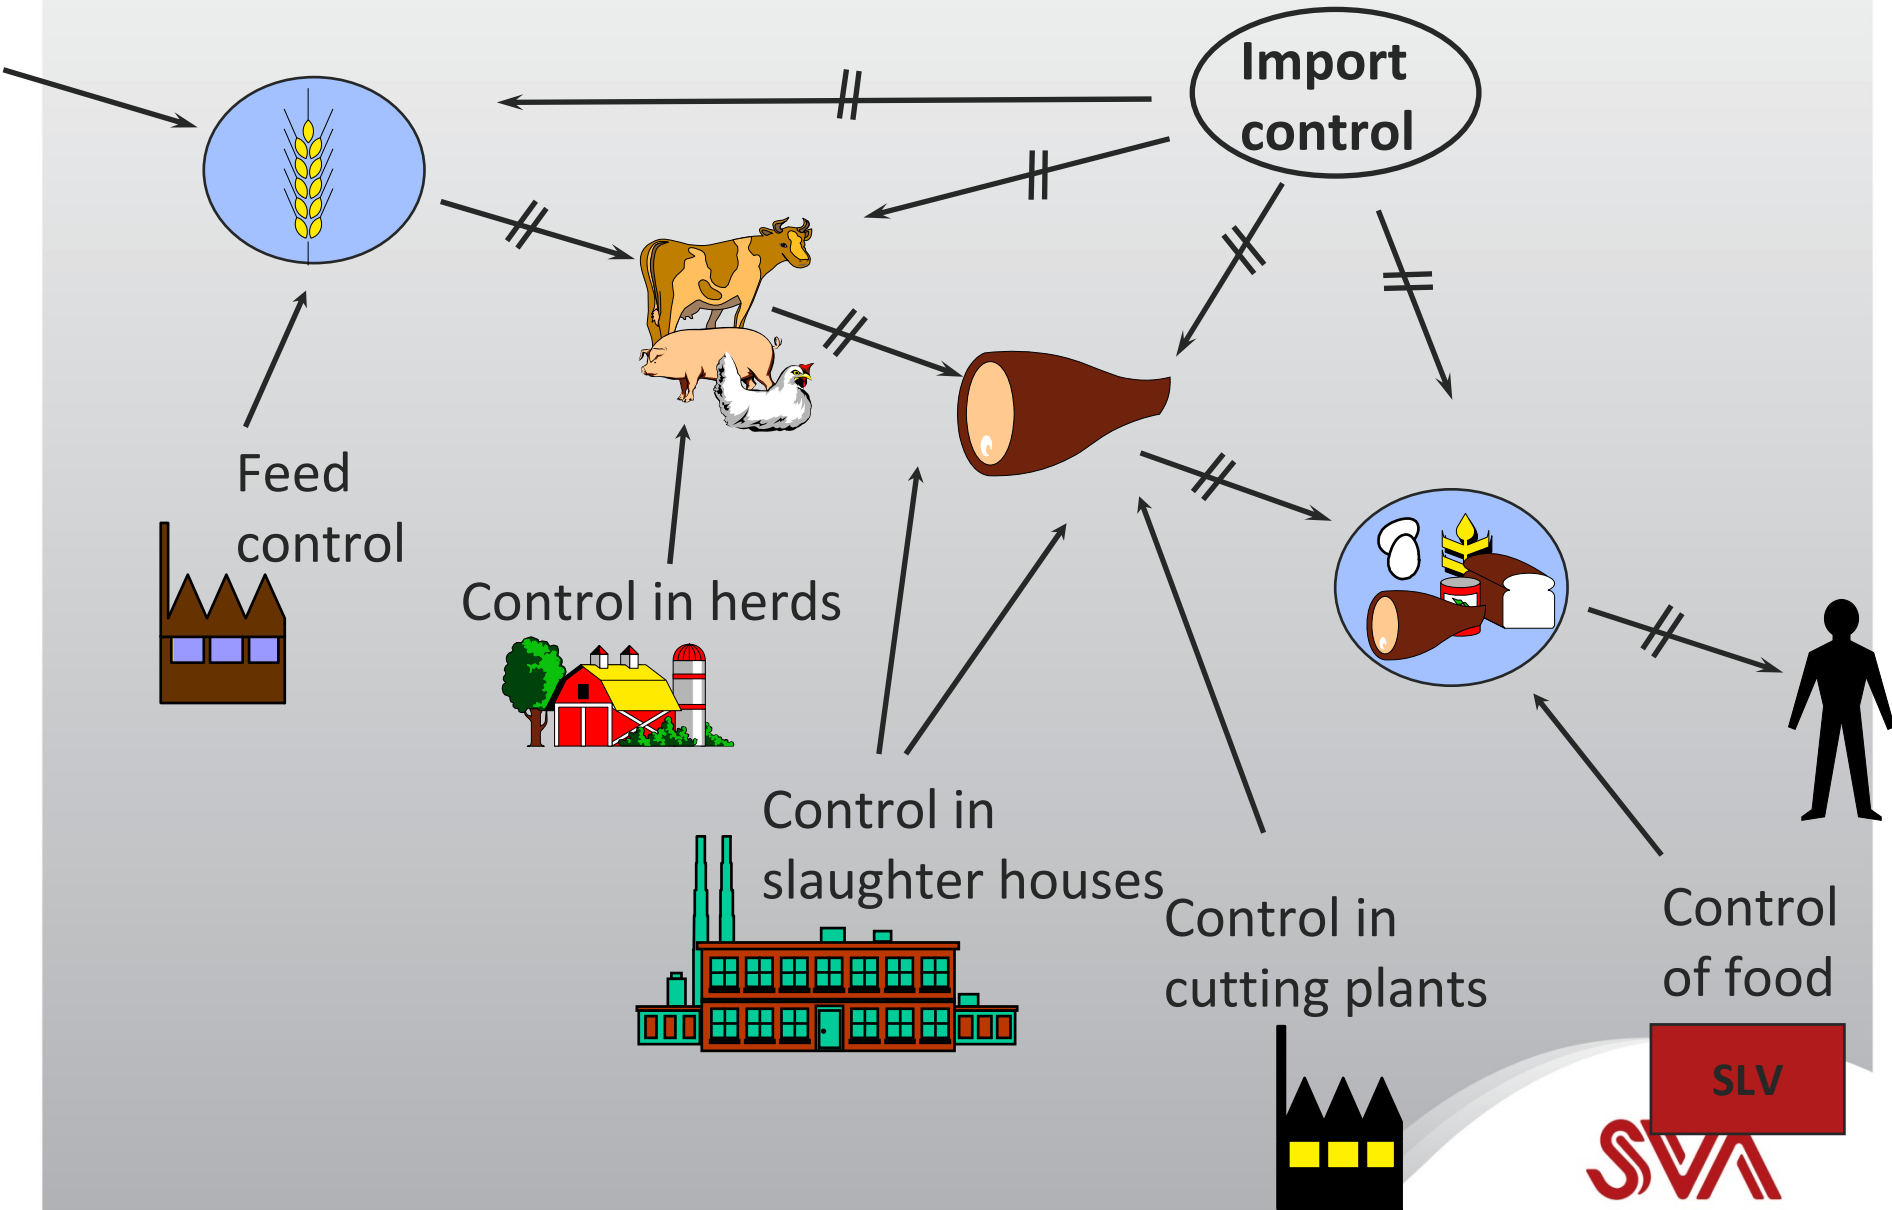 Import
control
Feed
control
Control in herds
Control in
slaughter houses
Control in
cutting plants
Control
of food
SLV
SVA